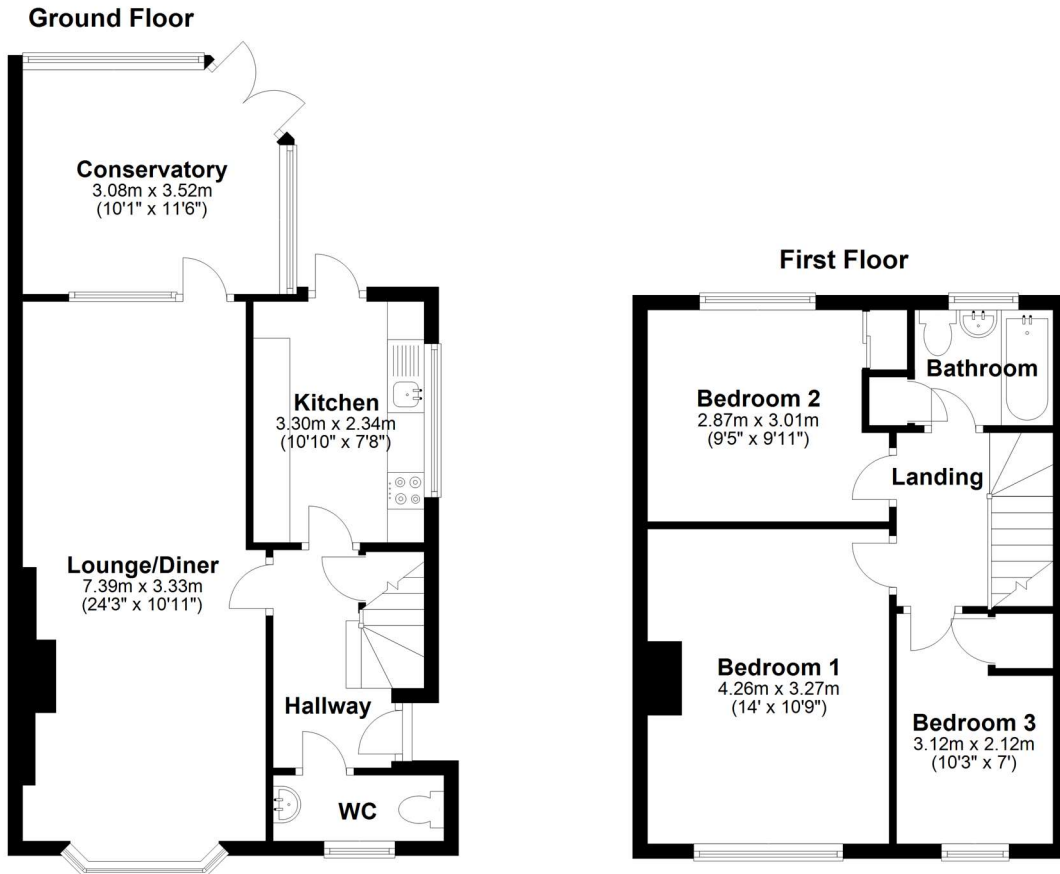 Ground Floor
Conservatory
3.08m x 3.52m
(10'1" x 11'6")
Kitchen
3.30m x 2.34m
(10'10" x 7'8")
Lounge/Diner
7.39m x 3.33m
(24'3" x 10'11")
Hallway
WC
First Floor
Bathroom
Bedroom 2
2.87m x 3.01m
(9'5" x 9'11")
Landing
Bedroom 1
4.26m x 3.27m
(14' x 10'9")
Bedroom 3
3.12m x 2.12m
(10'3" x 7')